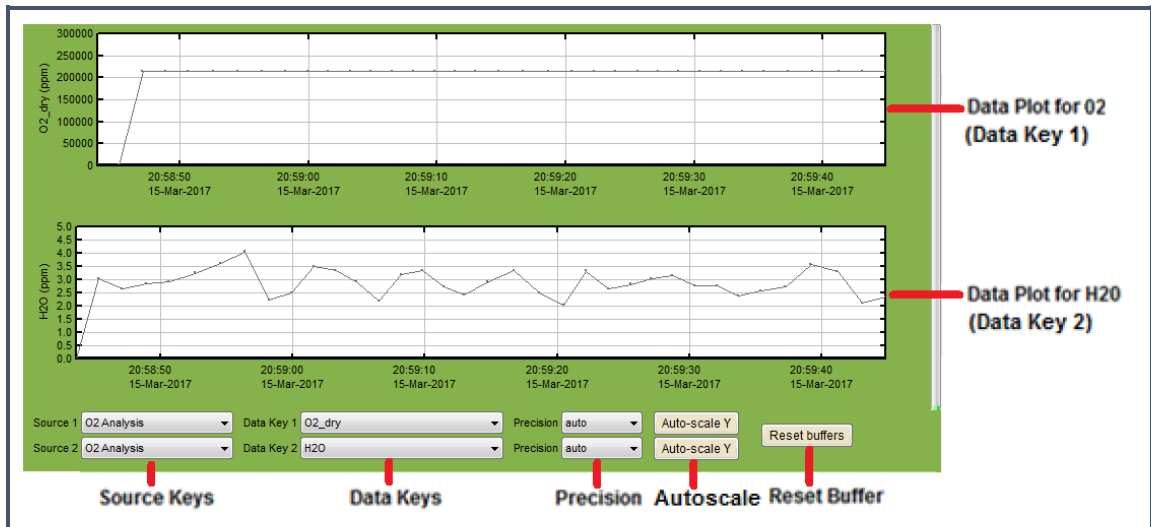 300000
250000
200000
150000
100000
50000
0
O2_dry (ppm)
20:58:50 20:59:00 20:59:10 20:59:20 20:59:30 20:59:40
15-Mar-2017 15-Mar-2017 15-Mar-2017 15-Mar-2017 15-Mar-2017 15-Mar-2017
Data Plot for 02
(Data Key 1)
5.0
4.5
4.0
3.5
3.0
2.5
2.0
1.5
1.0
0.5
0.0
H2O (ppm)
20:58:50 20:59:00 20:59:10 20:59:20 20:59:30 20:59:40
15-Mar-2017 15-Mar-2017 15-Mar-2017 15-Mar-2017 15-Mar-2017 15-Mar-2017
Data Plot for H20
(Data Key 2)
Source 1 O2 Analysis Data Key 1 O2_dry Precision auto Auto-scale Y
Source 2 O2 Analysis Data Key 2 H2O Precision auto Auto-scale Y
Reset buffers
Source Keys Data Keys Precision Autoscale Reset Buffer